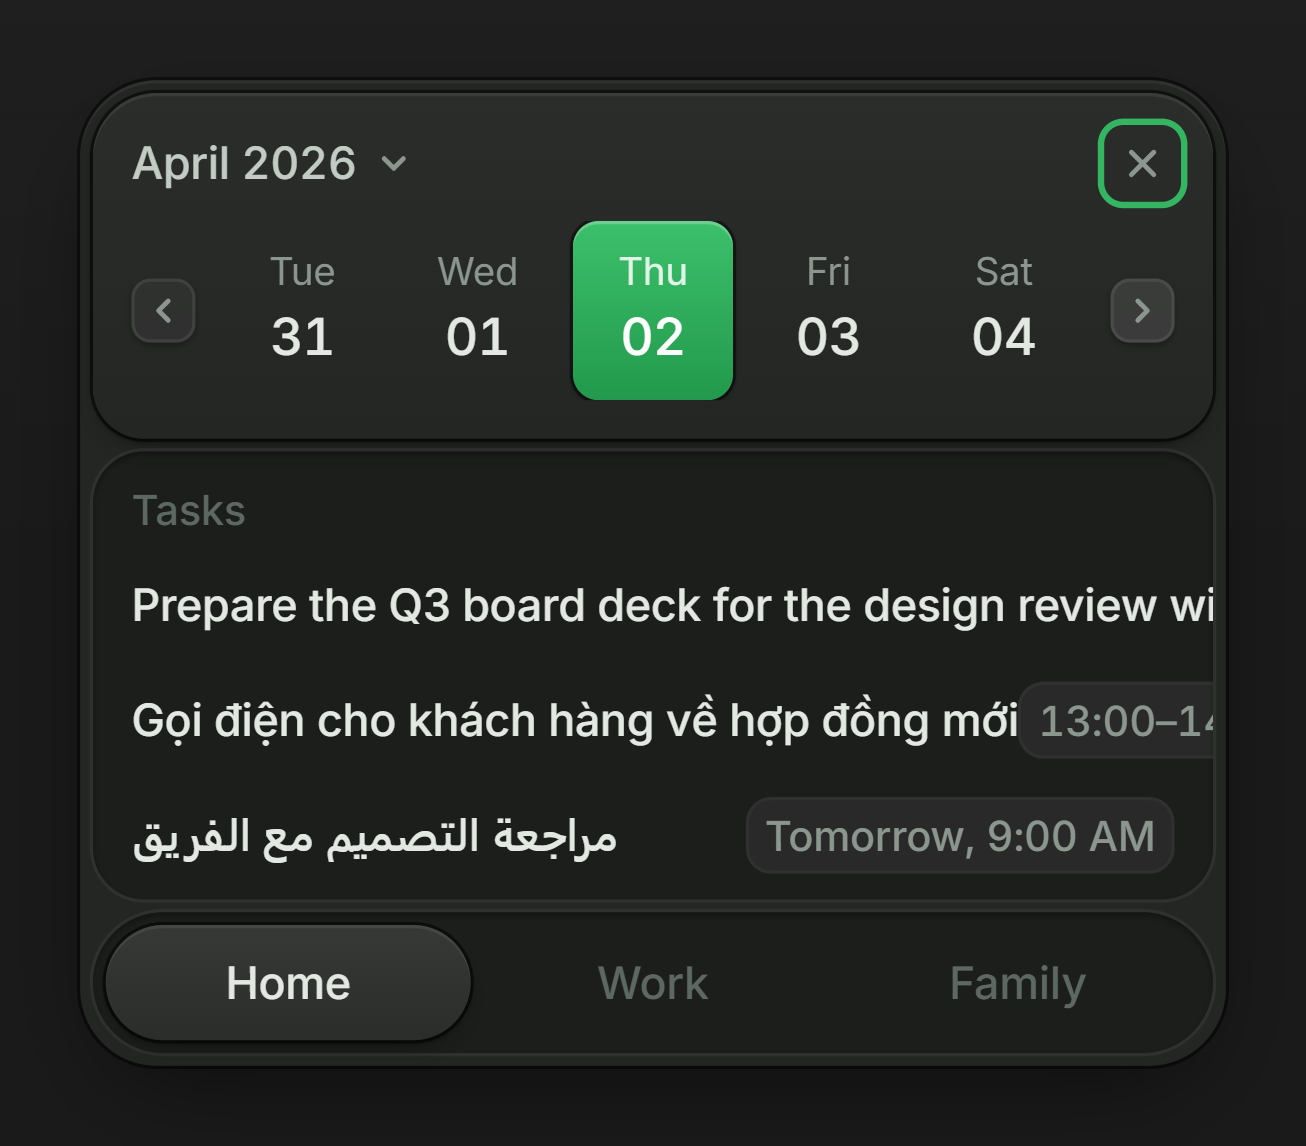 April 2026
Tue Wed Thu Fri Sat
31 01 02 03 04
Tasks
Prepare the Q3 board deck for the design review
Gọi điện cho khách hàng về hợp đồng mới 13:00–
مراجعة التصميم مع الفريق Tomorrow, 9:00 AM
Home Work Family